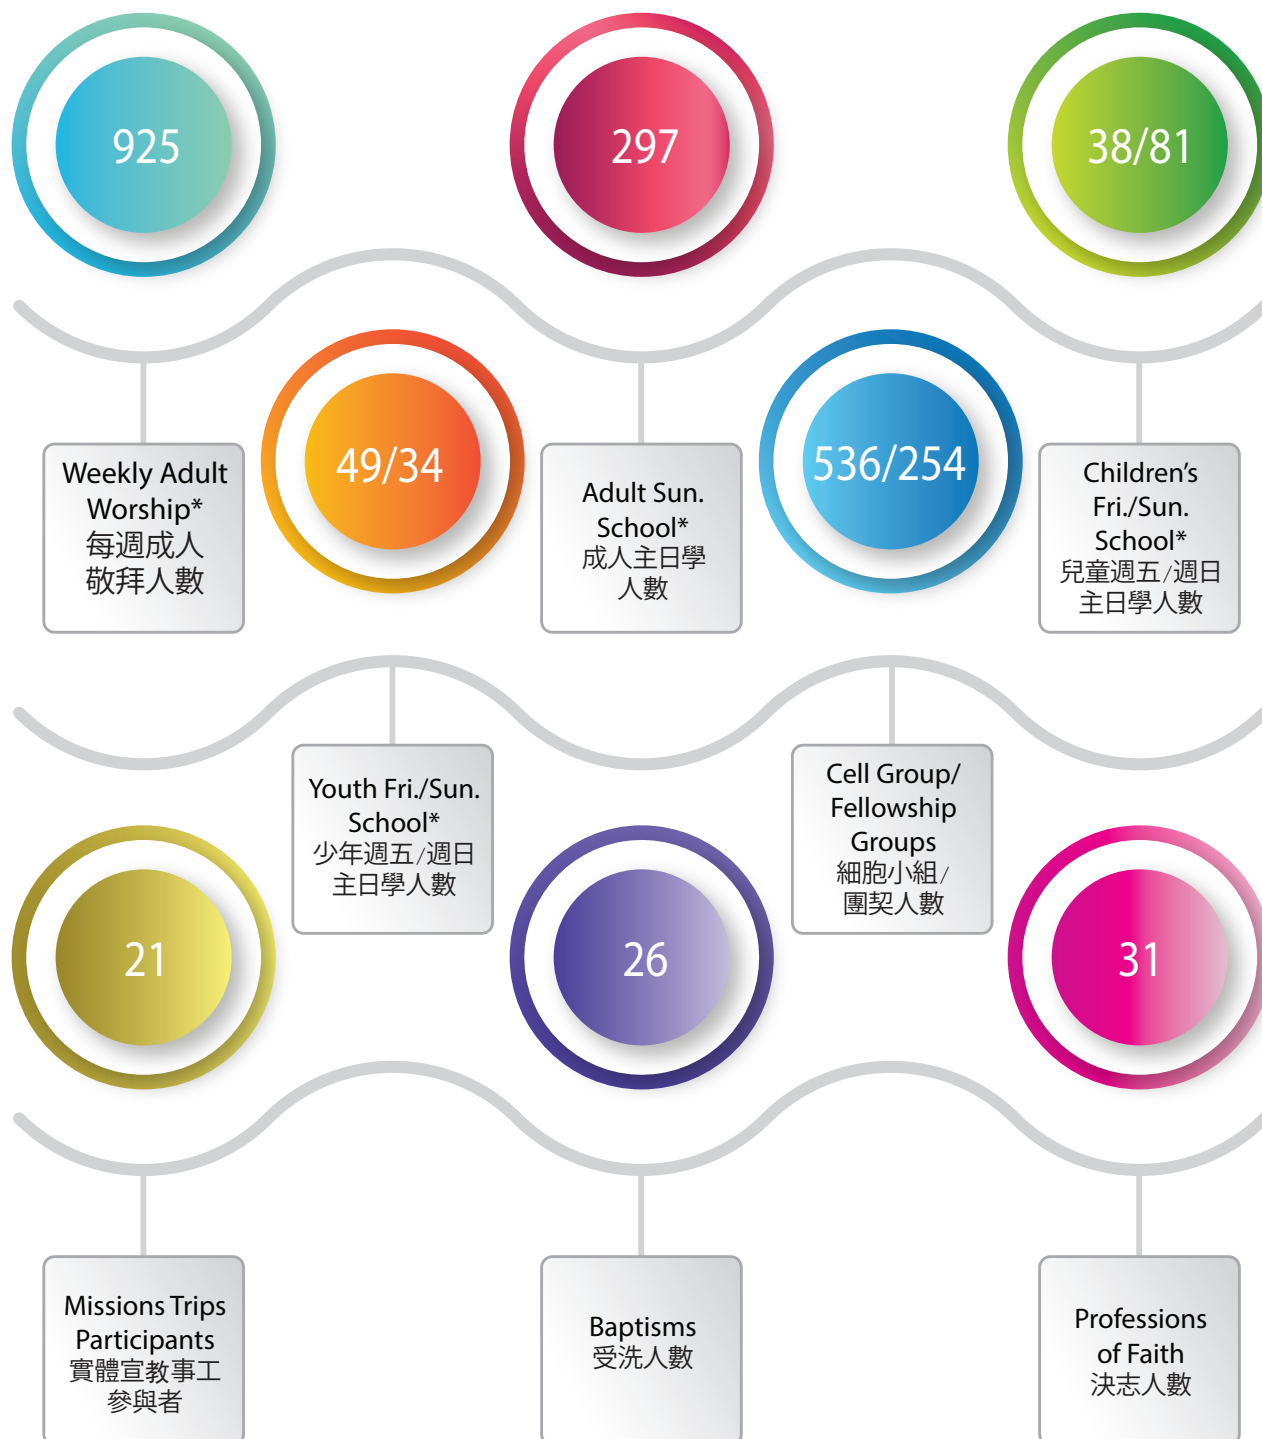 925
297
38/81
49/34
536/254
Weekly Adult
Worship*
每週成人
敬拜人數
Adult Sun.
School*
成人主日學
人數
Children’s
Fri./Sun.
School*
兒童週五/週日
主日學人數
Youth Fri./Sun.
School*
少年週五/週日
主日學人數
Cell Group/
Fellowship
Groups
細胞小組/
團契人數
21
26
31
Missions Trips
Participants
實體宣教事工
參與者
Baptisms
受洗人數
Professions
of Faith
決志人數